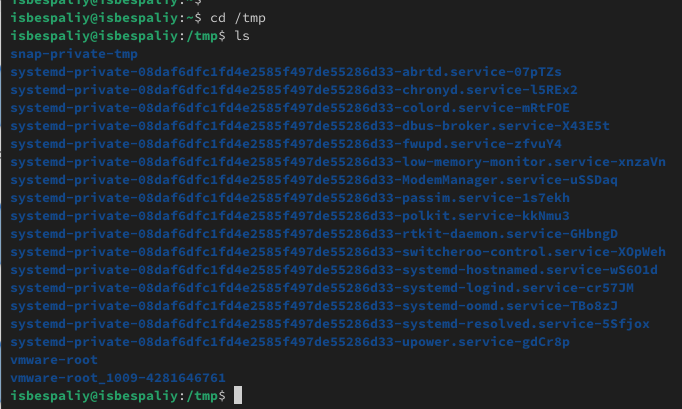 isbespaliy@isbespaliy:~$
isbespaliy@isbespaliy:~$ cd /tmp
isbespaliy@isbespaliy:/tmp$ ls
snap-private-tmp
systemd-private-08daf6dfc1fd4e2585f497de55286d33-abrtd.service-07pTZs
systemd-private-08daf6dfc1fd4e2585f497de55286d33-chronyd.service-l5REx2
systemd-private-08daf6dfc1fd4e2585f497de55286d33-colord.service-mRtFOE
systemd-private-08daf6dfc1fd4e2585f497de55286d33-dbus-broker.service-X43E5t
systemd-private-08daf6dfc1fd4e2585f497de55286d33-fwupd.service-zfvuY4
systemd-private-08daf6dfc1fd4e2585f497de55286d33-low-memory-monitor.service-xnzaVn
systemd-private-08daf6dfc1fd4e2585f497de55286d33-ModemManager.service-uSSDaq
systemd-private-08daf6dfc1fd4e2585f497de55286d33-passim.service-1s7ekh
systemd-private-08daf6dfc1fd4e2585f497de55286d33-polkit.service-kkNmu3
systemd-private-08daf6dfc1fd4e2585f497de55286d33-rtkit-daemon.service-GHbngD
systemd-private-08daf6dfc1fd4e2585f497de55286d33-switcheroo-control.service-XOpWeh
systemd-private-08daf6dfc1fd4e2585f497de55286d33-systemd-hostnamed.service-wS6O1d
systemd-private-08daf6dfc1fd4e2585f497de55286d33-systemd-logind.service-cr57JM
systemd-private-08daf6dfc1fd4e2585f497de55286d33-systemd-oomd.service-TBo8zJ
systemd-private-08daf6dfc1fd4e2585f497de55286d33-systemd-resolved.service-5Sfjox
systemd-private-08daf6dfc1fd4e2585f497de55286d33-upower.service-gdCr8p
vmware-root
vmware-root_1009-4281646761
isbespaliy@isbespaliy:/tmp$